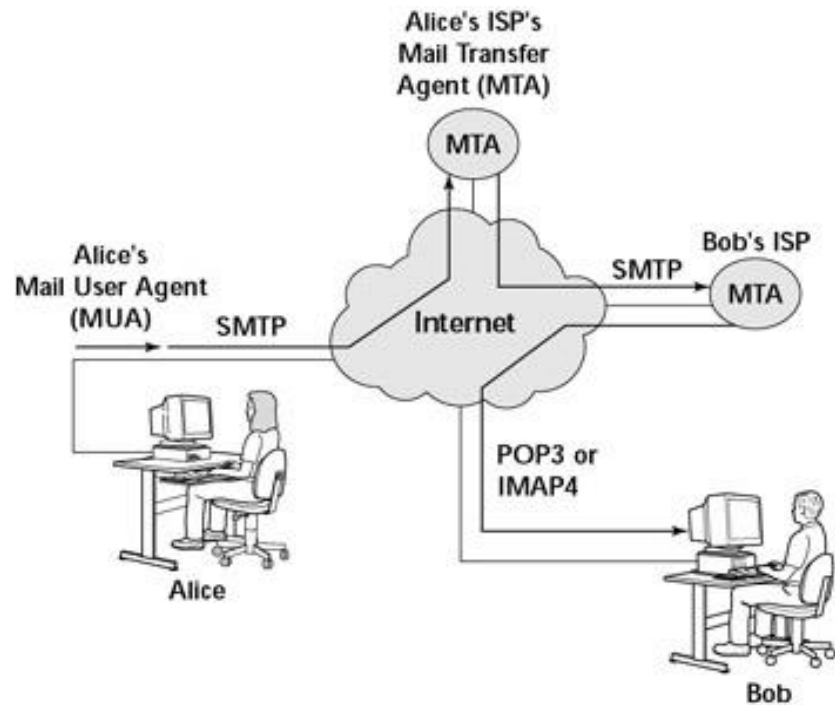 Alice's ISP's
Mail Transfer
Agent (MTA)
MTA
Alice's
Mail User Agent
(MUA)
SMTP
Internet
SMTP
Bob's ISP
MTA
POP3 or
IMAP4
Alice
Bob